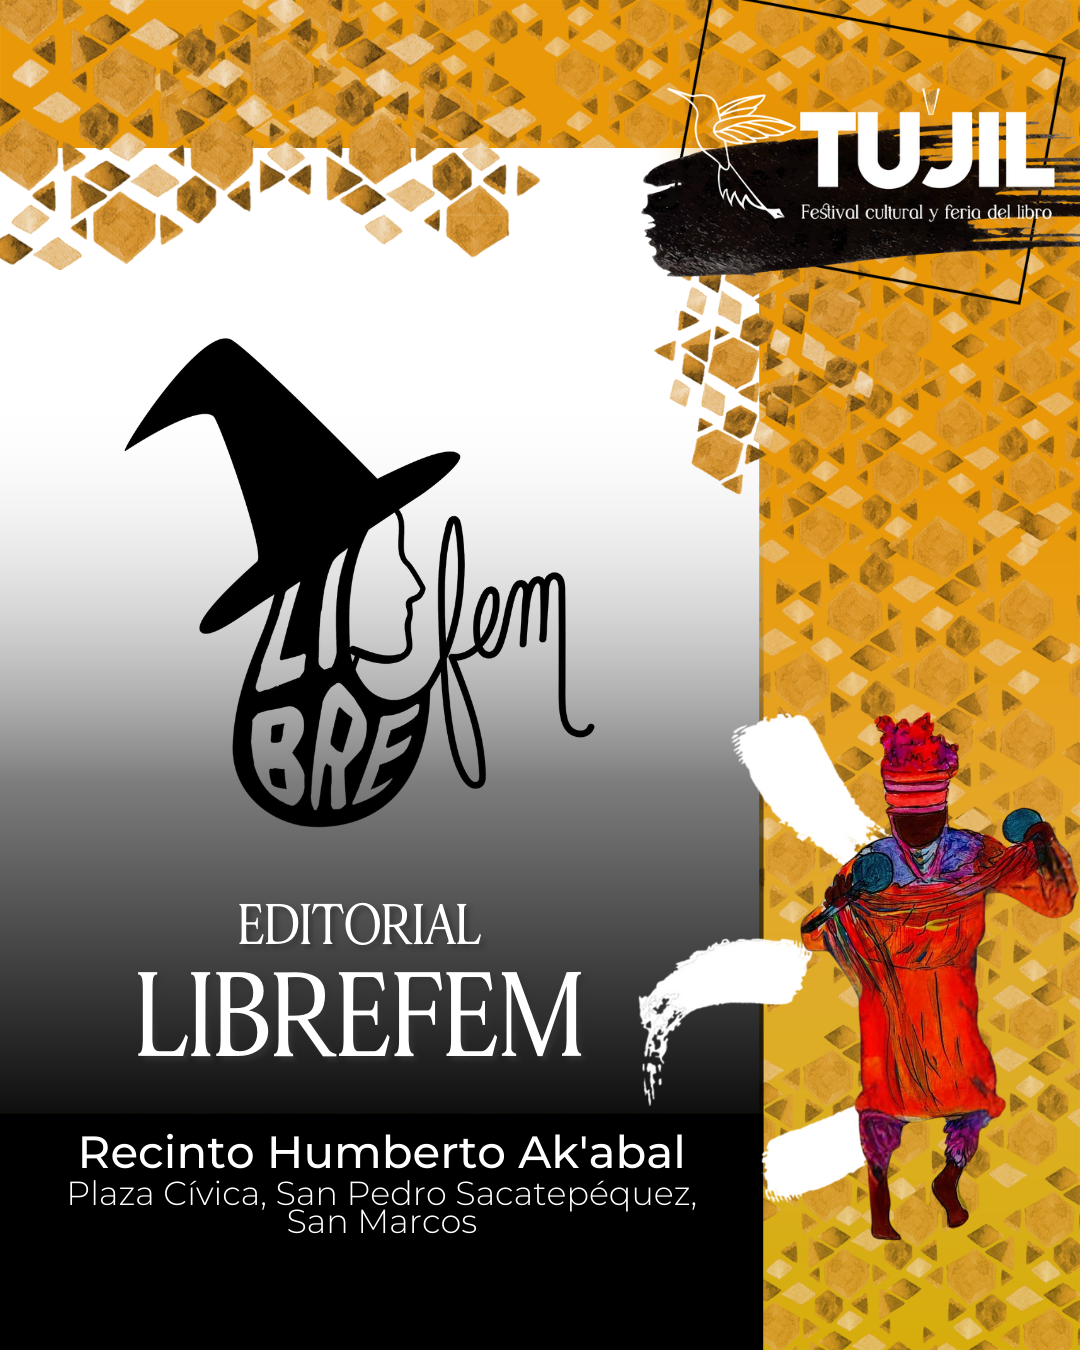 TUJIL
Festival cultural y feria del libro
LI
BRE
fem
EDITORIAL
LIBREFEM
Recinto Humberto Ak'abal
Plaza Cívica, San Pedro Sacatepéquez,
San Marcos